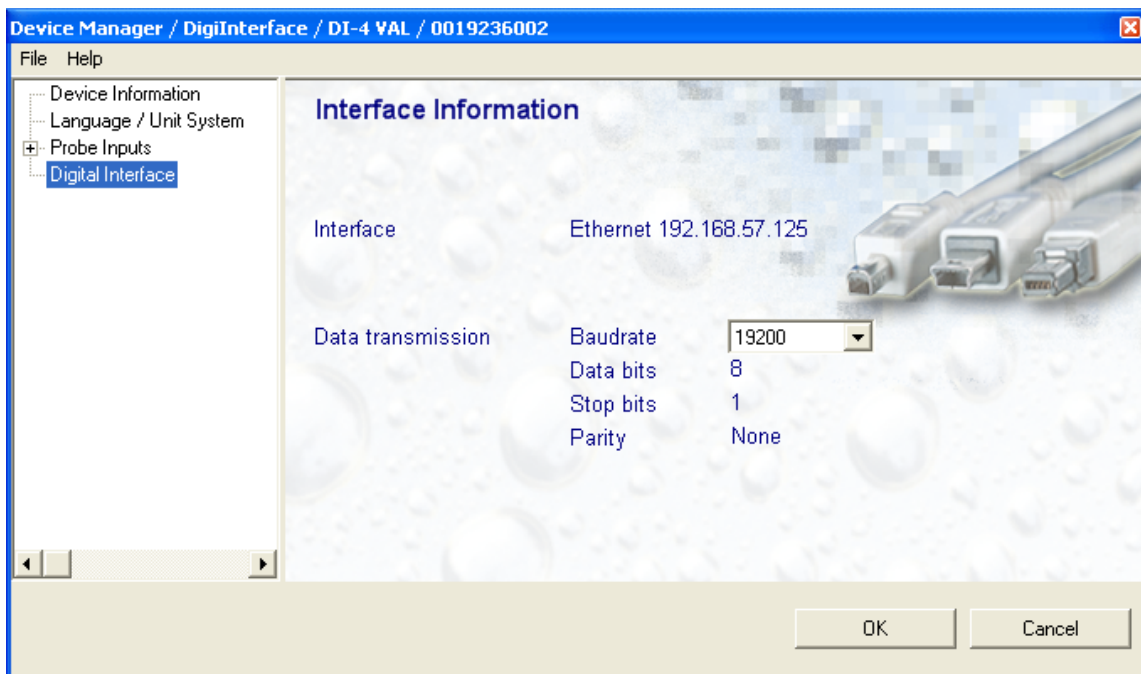 Device Manager / DigiInterface / DI-4 VAL / 0019236002
File Help
Device Information
Language / Unit System
Probe Inputs
Digital Interface
Interface Information
Interface Ethernet 192.168.57.125
Data transmission Baudrate 19200
Data bits 8
Stop bits 1
Parity None
OK Cancel